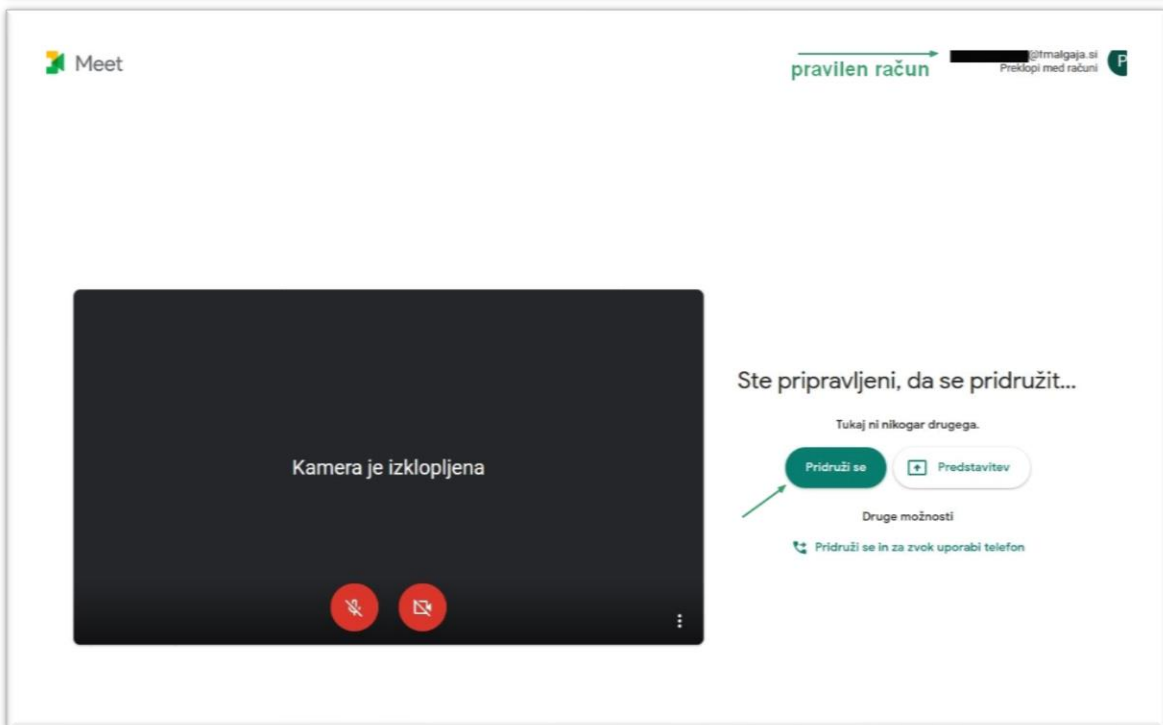 Meet
pravilen račun
@fmalgaja.si
Preklopi med računi
P
Kamera je izklopljena
Ste pripravljeni, da se pridružit...
Tukaj ni nikogar drugega.
Pridruži se
Predstavitev
Druge možnosti
Pridruži se in za zvok uporabi telefon